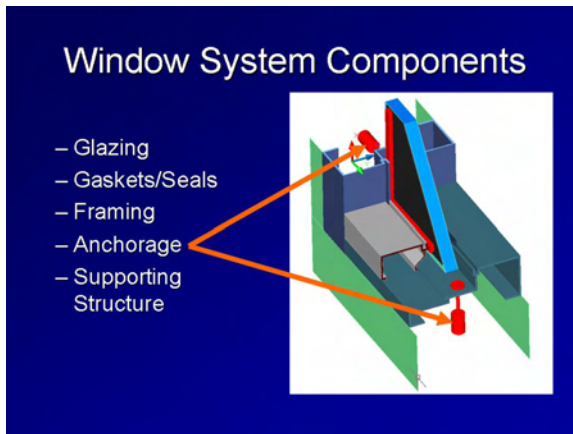 Window System Components
– Glazing
– Gaskets/Seals
– Framing
– Anchorage
– Supporting
Structure